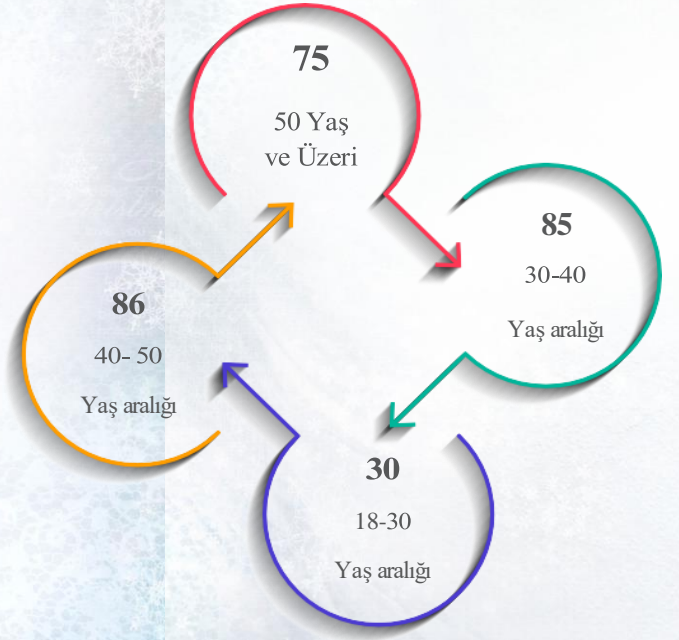 75
50 Yaş
ve Üzeri
85
30-40
Yaş aralığı
86
40- 50
Yaş aralığı
30
18-30
Yaş aralığı